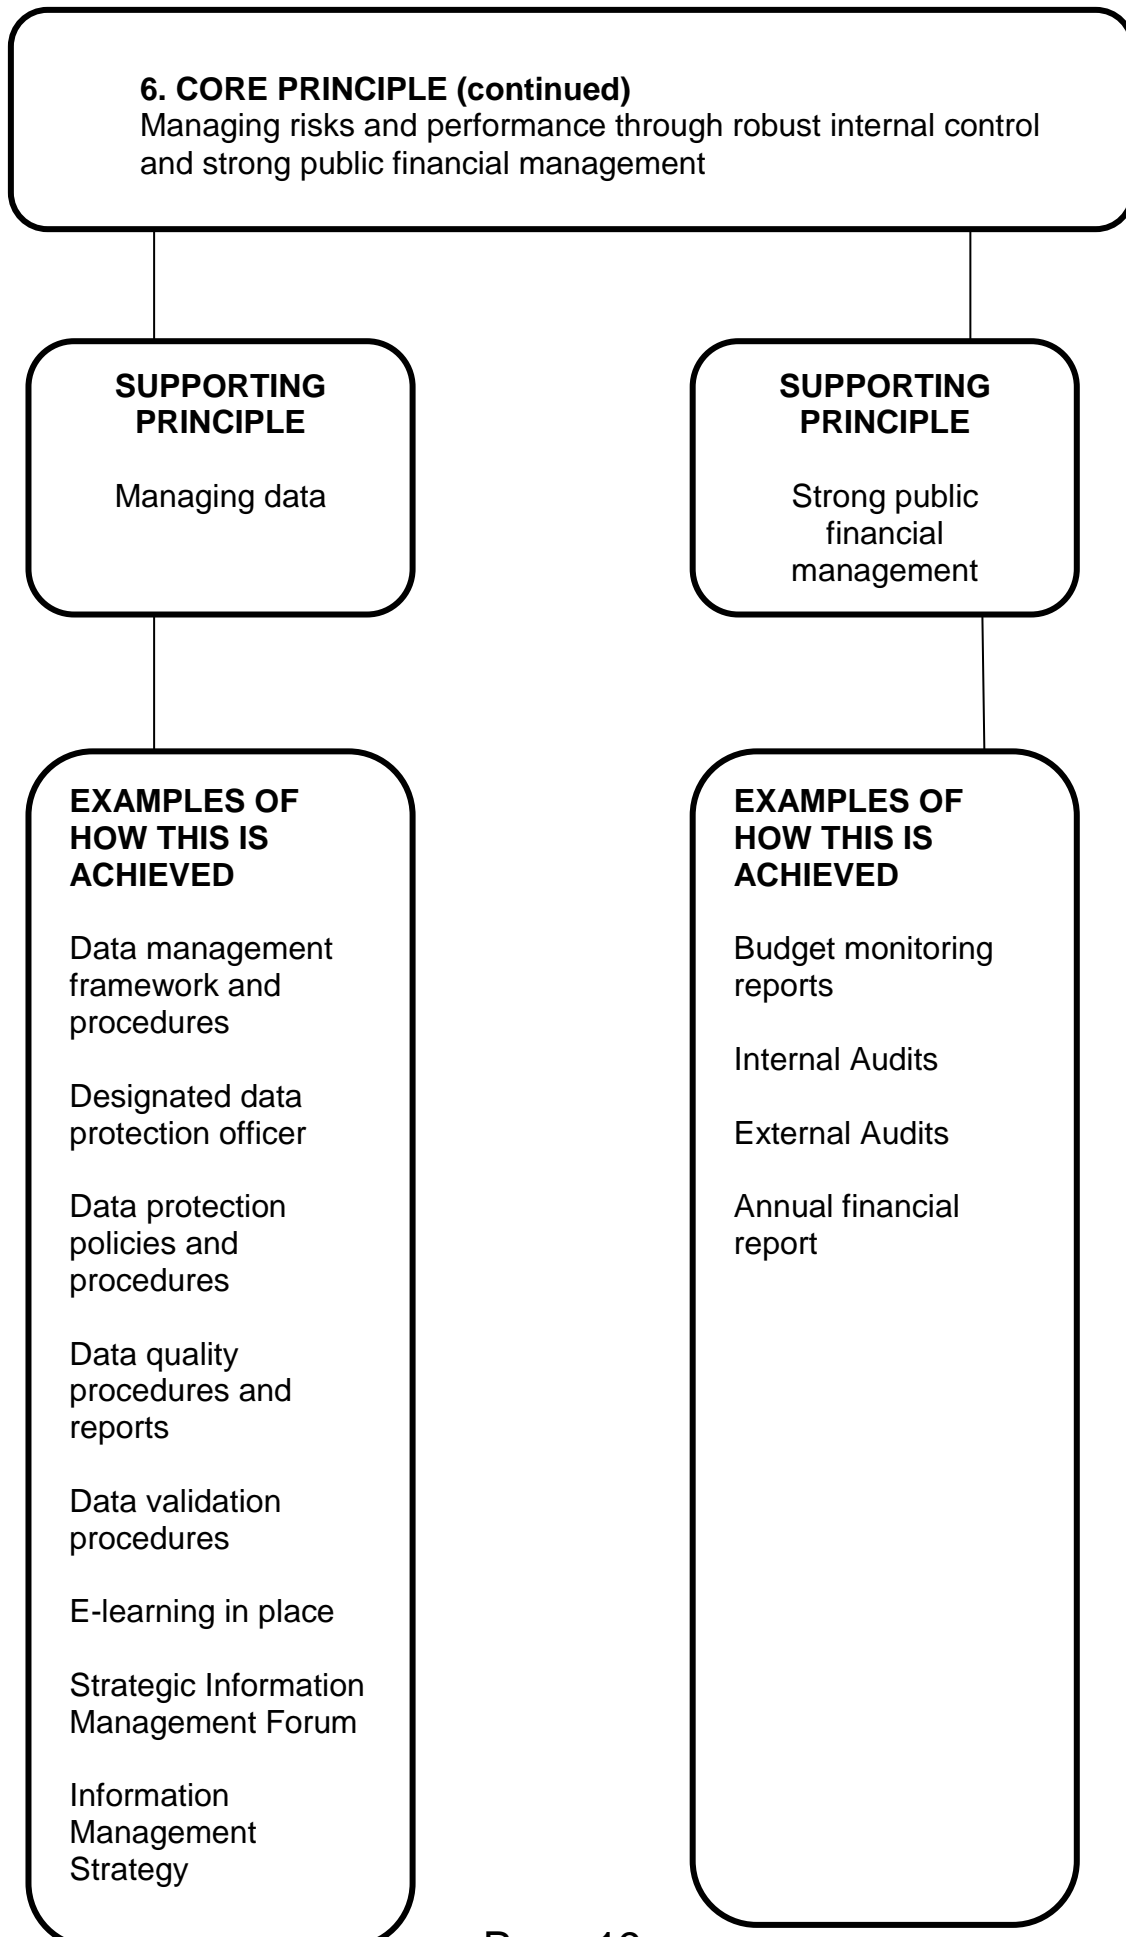 6. CORE PRINCIPLE (continued)
Managing risks and performance through robust internal control
and strong public financial management
SUPPORTING
PRINCIPLE
Managing data
SUPPORTING
PRINCIPLE
Strong public
financial
management
EXAMPLES OF
HOW THIS IS
ACHIEVED
Data management
framework and
procedures
Designated data
protection officer
Data protection
policies and
procedures
Data quality
procedures and
reports
Data validation
procedures
E-learning in place
Strategic Information
Management Forum
Information
Management
Strategy
EXAMPLES OF
HOW THIS IS
ACHIEVED
Budget monitoring
reports
Internal Audits
External Audits
Annual financial
report